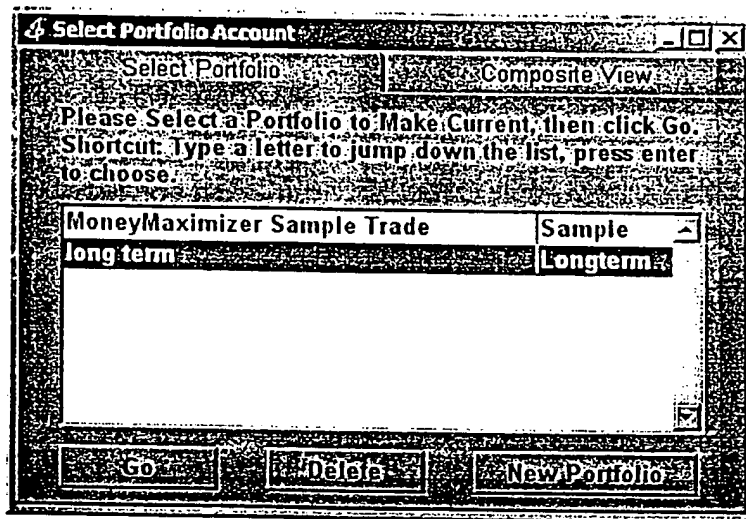 Select Portfolio Account
Select Portfolio Composite View
Please Select a Portfolio to Make Current, then click Go.
Shortcut: Type a letter to jump down the list, press enter
to choose.
MoneyMaximizer Sample Trade Sample
long term Longterm
Go Delete New Portfolio